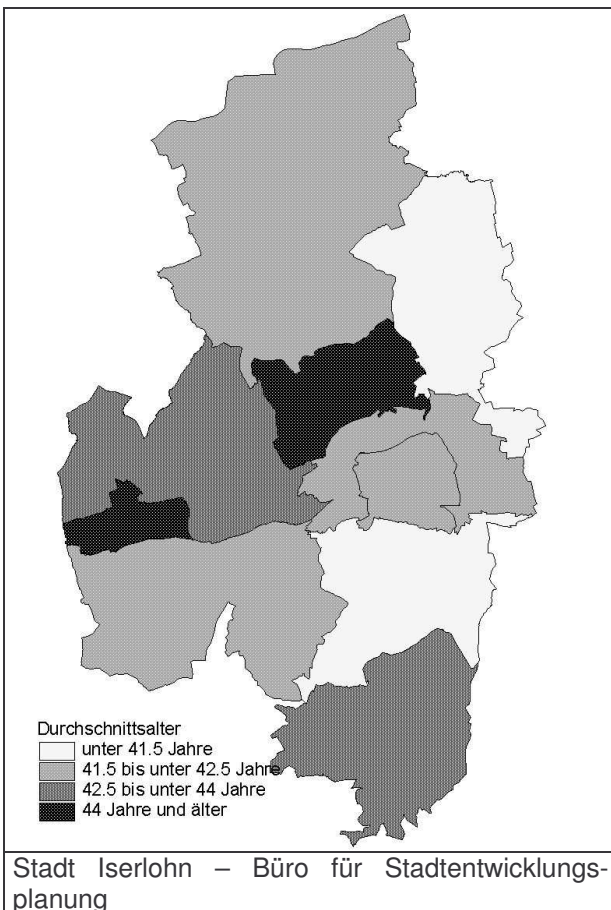 Durchschnittsalter
unter 41.5 Jahre
41.5 bis unter 42.5 Jahre
42.5 bis unter 44 Jahre
44 Jahre und älter
Stadt Iserlohn – Büro für Stadtentwicklungs-
planung